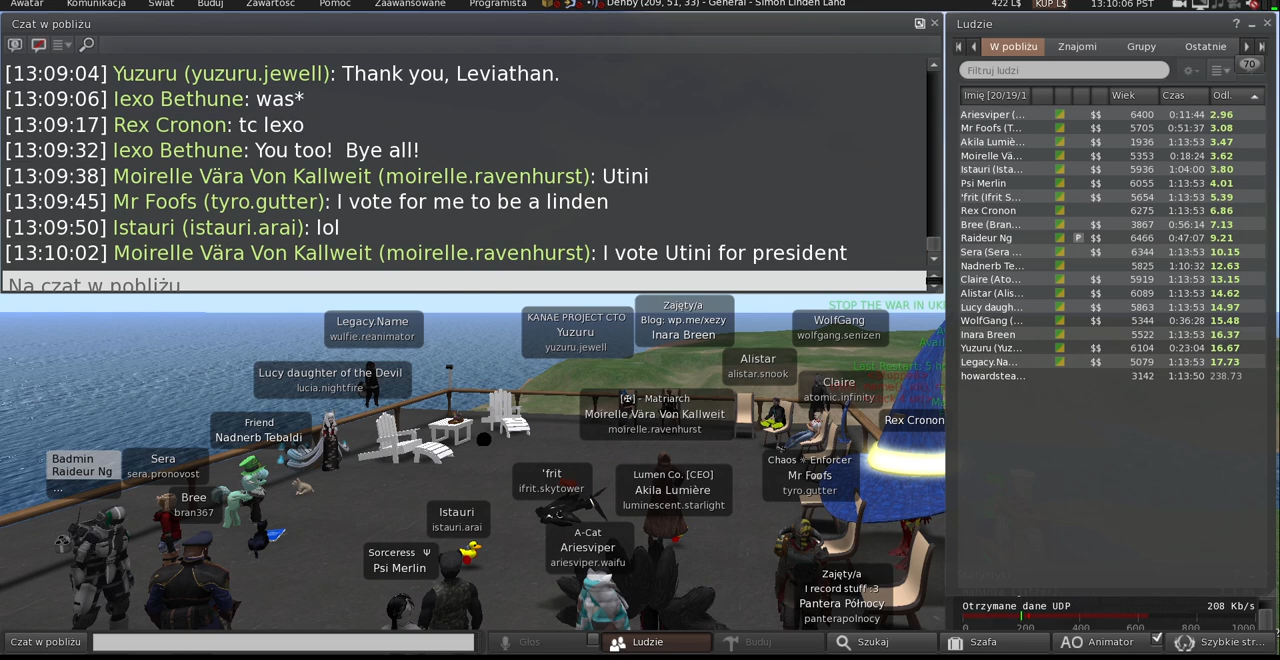 Awatar Komunikacja Świat Buduj Zawartość Pomoc Zaawansowane Programista Denby (209, 51, 33) - General - Simon Linden Land 422 L$ KUP L$ 13:10:06 PM
Czat w pobliżu
[13:09:04] Yuzuru (yuzuru.jewell): Thank you, Leviathan.
[13:09:06] Iexo Bethune: was*
[13:09:17] Rex Cronon: tc Iexo
[13:09:32] Iexo Bethune: You too!  Bye all!
[13:09:38] Moirelle Vära Von Kallweit (moirelle.ravenhurst): Utini
[13:09:45] Mr Foofs (tyro.gutter): I vote for me to be a linden
[13:09:50] Istauri (istauri.arai): lol
[13:10:02] Moirelle Vära Von Kallweit (moirelle.ravenhurst): I vote Utini for president
Na czat w pobliżu
Ludzie
W pobliżu Znajomi Grupy Ostatnie
70
Filtruj ludzi
Imię [20/19/1 Wiek Czas Odl.
Ariesviper (... $$ 6400 0:11:44 2.96
Mr Foofs (T... $$ 5705 0:51:37 3.08
Akila Lumiè... $$ 1936 1:13:53 3.47
Moirelle Vä... $$ 5353 0:18:24 3.62
Istauri (Ista... $$ 5936 1:04:00 3.80
Psi Merlin $$ 6055 1:13:53 4.01
'frit (Ifrit S... $$ 5654 1:13:53 5.39
Rex Cronon 6275 1:13:53 6.86
Bree (Bran... $$ 3867 0:56:14 7.13
Raideur Ng P $$ 6466 0:47:07 9.21
Sera (Sera ... $$ 6344 1:13:53 10.15
Nadnerb Te... 5825 1:10:32 12.63
Claire (Ato... $$ 5919 1:13:53 13.15
Alistar (Alis... $$ 6089 1:13:53 14.62
Lucy daugh... $$ 5863 1:13:53 14.97
WolfGang (... $$ 5344 0:36:28 15.48
Inara Breen 5522 1:13:53 16.37
Yuzuru (Yuz... $$ 6104 0:23:04 16.67
Legacy.Na... $$ 5079 1:13:53 17.73
howardstea... 3142 1:13:50 238.73
STOP THE WAR IN
Last Restart: 5
Legacy.Name
wulfie.reanimator
KANAE PROJECT CTO
Yuzuru
yuzuru.jewell
Zajęty/a
Blog: wp.me/xezy
Inara Breen
WolfGang
wolfgang.senizen
Alistar
alistar.snook
Lucy daughter of the Devil
lucia.nightfire
Claire
atomic.infinity
[✠] - Matriarch
Moirelle Vära Von Kallweit
moirelle.ravenhurst
Rex Cronon
Friend
Nadnerb Tebaldi
Badmin
Raideur Ng
...
Sera
sera.pronovost
Chaos ☀ Enforcer
Mr Foofs
tyro.gutter
'frit
ifrit.skytower
Lumen Co. [CEO]
Akila Lumière
luminescent.starlight
Bree
bran367
Istauri
istauri.arai
A-Cat
Ariesviper
ariesviper.waifu
Sorceress Ψ
Psi Merlin
Zajęty/a
I record stuff :3
Pantera Północy
panterapolnocy
Otrzymane dane UDP 208 Kb/s
0 200 400 600 800 1000
Czat w pobliżu Głos Ludzie Buduj Szukaj Szafa AO Animator Szybkie str...